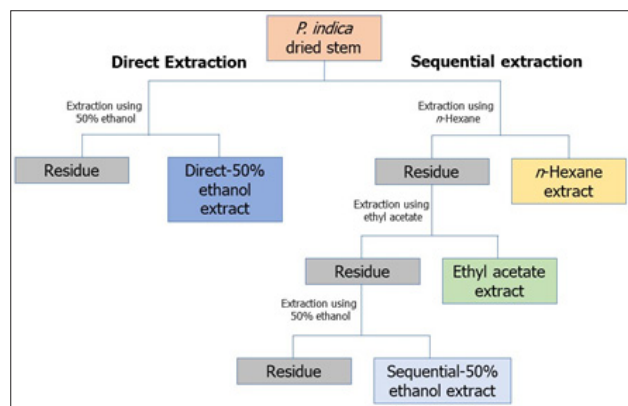 P. indica
dried stem
Direct Extraction
Sequential extraction
Extraction using
50% ethanol
Extraction using
n-Hexane
Residue
Direct-50%
ethanol
extract
Residue
n-Hexane
extract
Extraction using
ethyl acetate
Residue
Ethyl acetate
extract
Extraction using
50% ethanol
Residue
Sequential-50%
ethanol extract